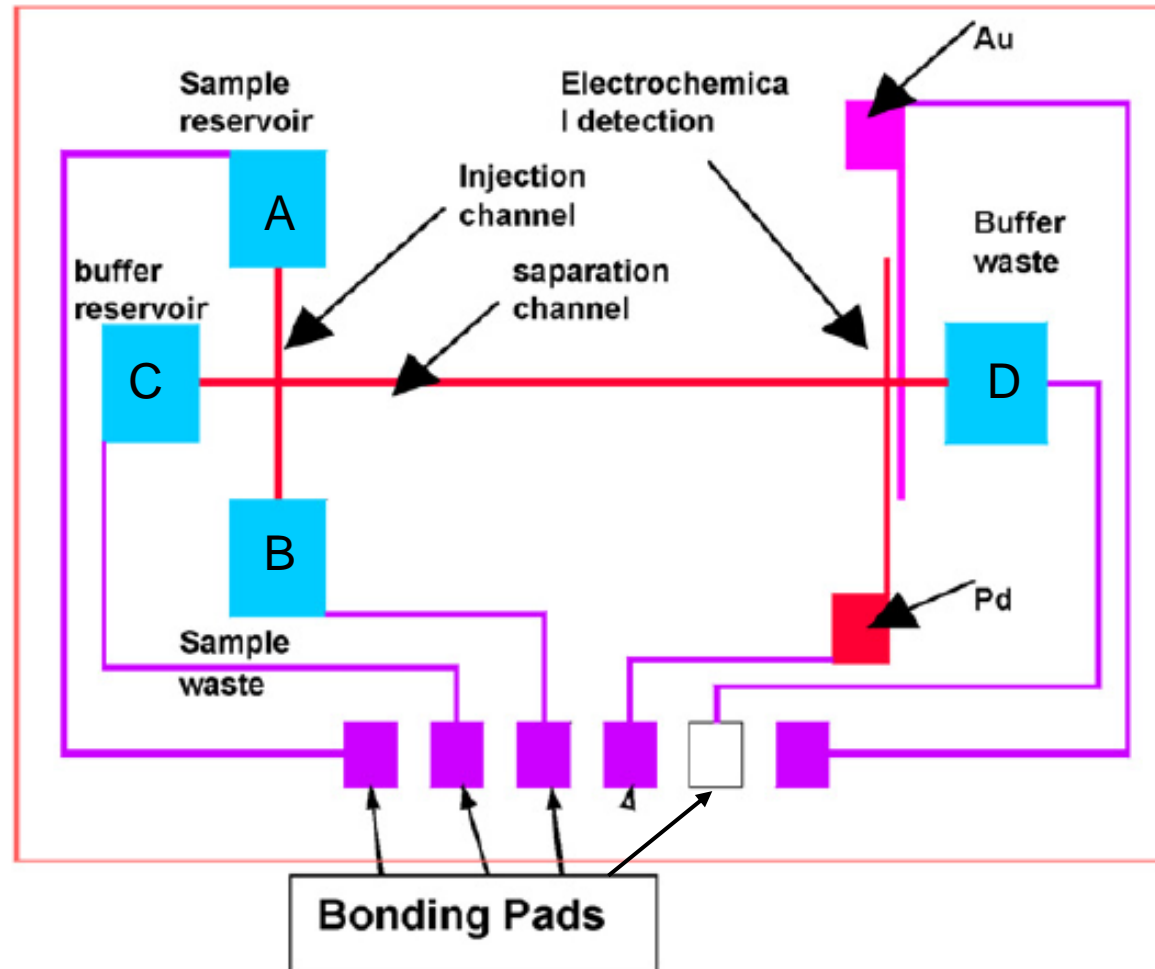 Au
Sample
reservoir
Electrochemica
l detection
Injection
channel
A
Buffer
waste
buffer
reservoir
saparation
channel
C
D
B
Pd
Sample
waste
Bonding Pads